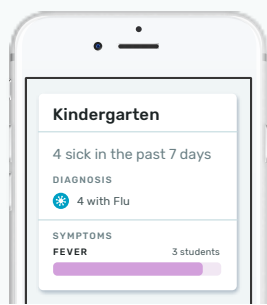 Kindergarten
4 sick in the past 7 days
DIAGNOSIS
4 with Flu
SYMPTOMS
FEVER 3 students